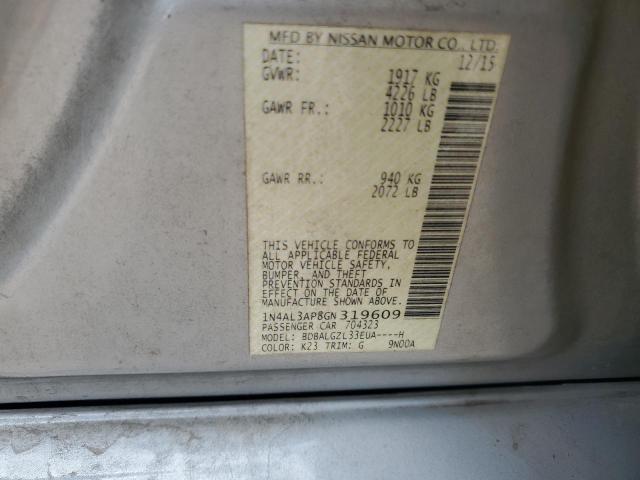 MFD BY NISSAN MOTOR CO., LTD.
DATE: 12/15
GVWR: 1917 KG
4226 LB
GAWR FR.: 1010 KG
2227 LB
GAWR RR.: 940 KG
2072 LB
THIS VEHICLE CONFORMS TO
ALL APPLICABLE FEDERAL
MOTOR VEHICLE SAFETY,
BUMPER, AND THEFT
PREVENTION STANDARDS IN
EFFECT ON THE DATE OF
MANUFACTURE SHOWN ABOVE.
1N4AL3AP8GN319609
PASSENGER CAR 704323
MODEL: BDBALGZL33EUA----H
COLOR: K23 TRIM: G 9N00A